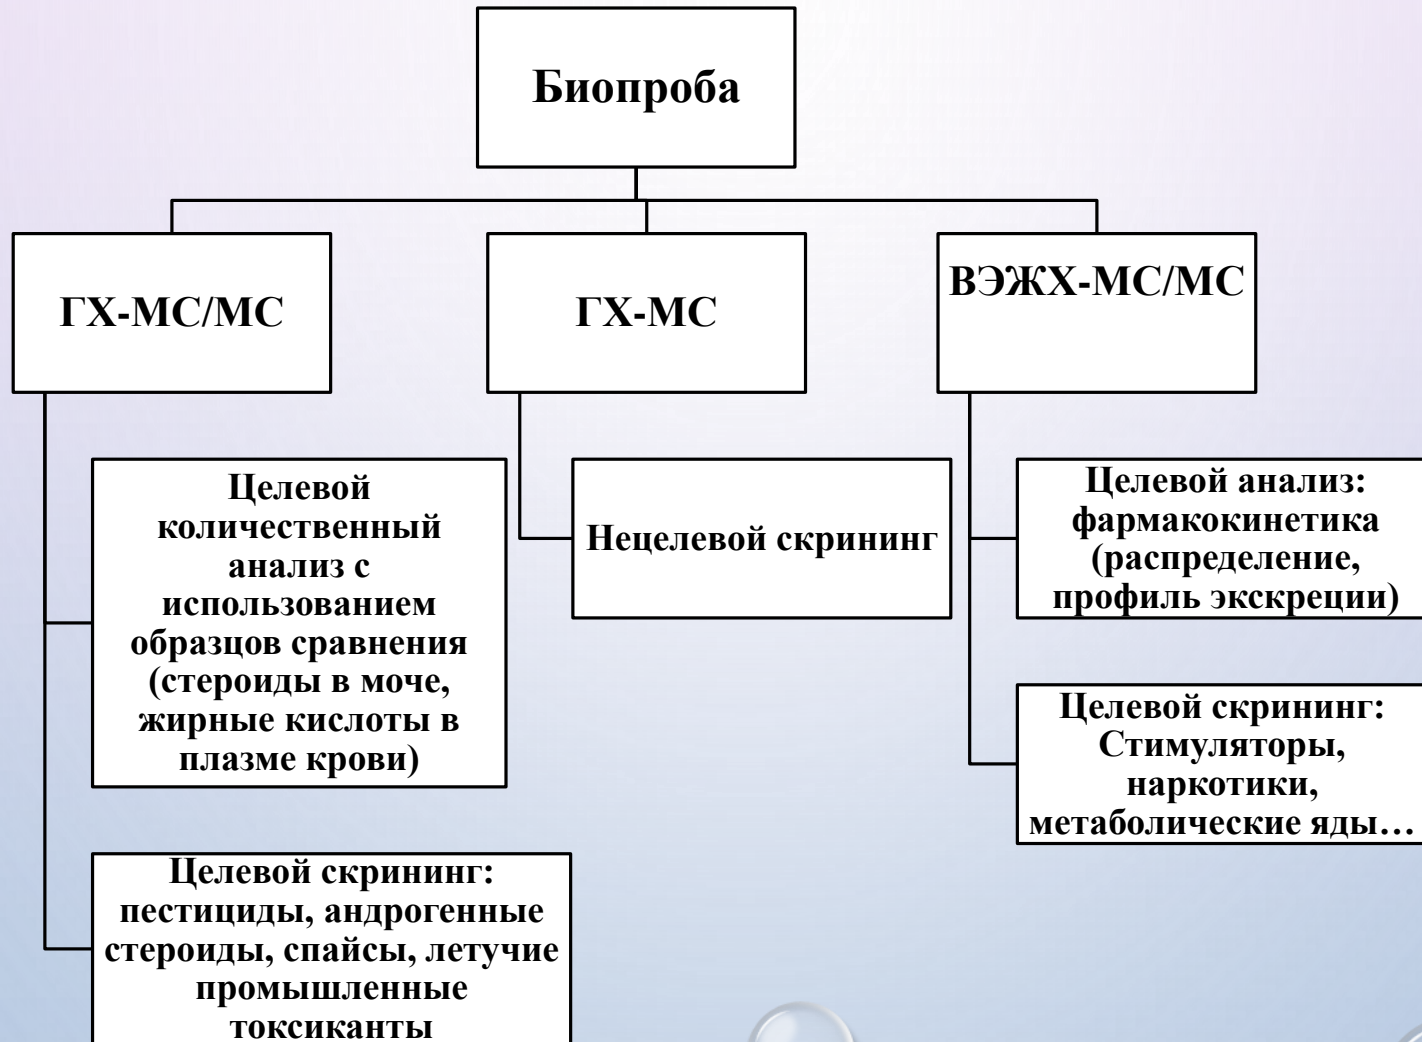 Биопроба
ГХ-МС/МС
ГХ-МС
ВЭЖХ-МС/МС
Целевой
количественный
анализ с
использованием
образцов сравнения
(стероиды в моче,
жирные кислоты в
плазме крови)
Целевой скрининг:
пестициды, андрогенные
стероиды, спайсы, летучие
промышленные
токсиканты
Нецелевой скрининг
Целевой анализ:
фармакокинетика
(распределение,
профиль экскреции)
Целевой скрининг:
Стимуляторы,
наркотики,
метаболические яды…